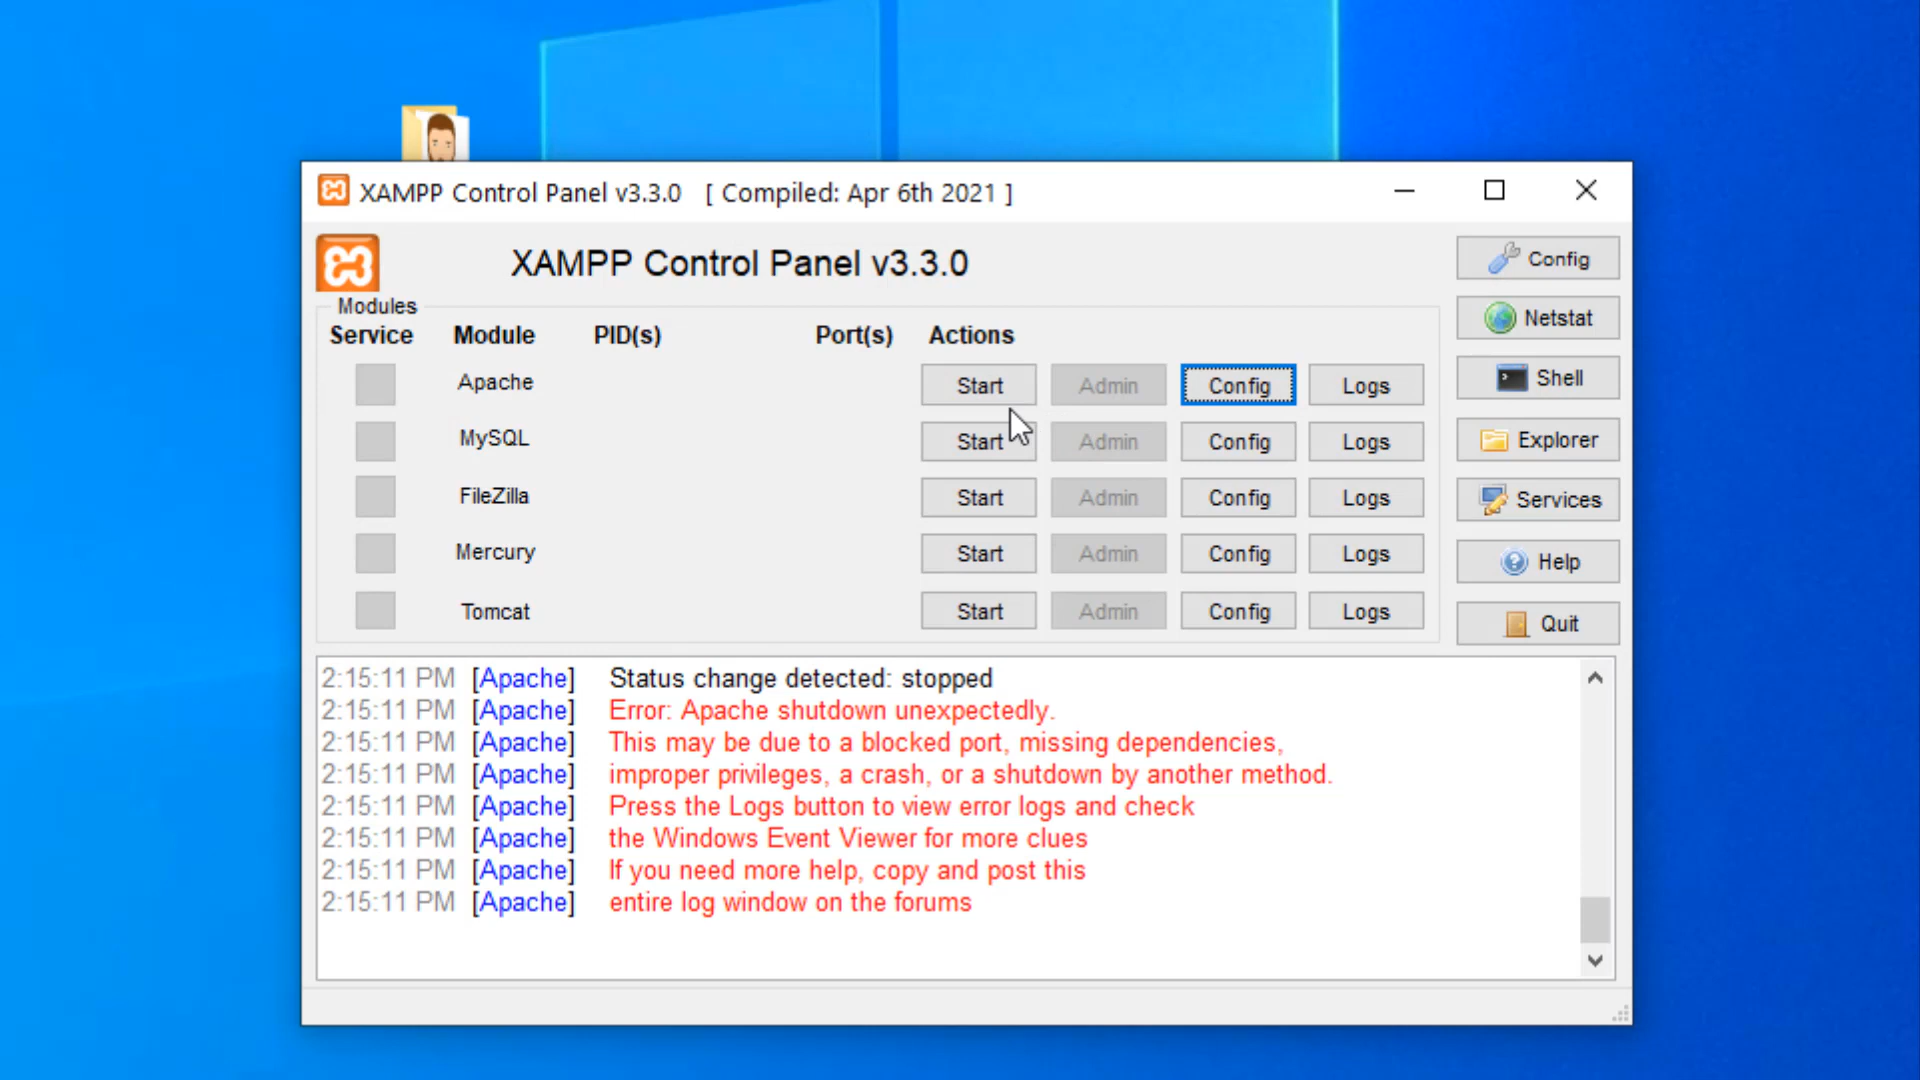 XAMPP Control Panel v3.3.0 [ Compiled: Apr 6th 2021 ]
XAMPP Control Panel v3.3.0
Config
Modules
Service Module PID(s) Port(s) Actions
Netstat
Apache Start Admin Config Logs
Shell
MySQL Start Admin Config Logs
Explorer
FileZilla Start Admin Config Logs
Services
Mercury Start Admin Config Logs
Help
Tomcat Start Admin Config Logs
Quit
2:15:11 PM [Apache] Status change detected: stopped
2:15:11 PM [Apache] Error: Apache shutdown unexpectedly.
2:15:11 PM [Apache] This may be due to a blocked port, missing dependencies,
2:15:11 PM [Apache] improper privileges, a crash, or a shutdown by another method.
2:15:11 PM [Apache] Press the Logs button to view error logs and check
2:15:11 PM [Apache] the Windows Event Viewer for more clues
2:15:11 PM [Apache] If you need more help, copy and post this
2:15:11 PM [Apache] entire log window on the forums